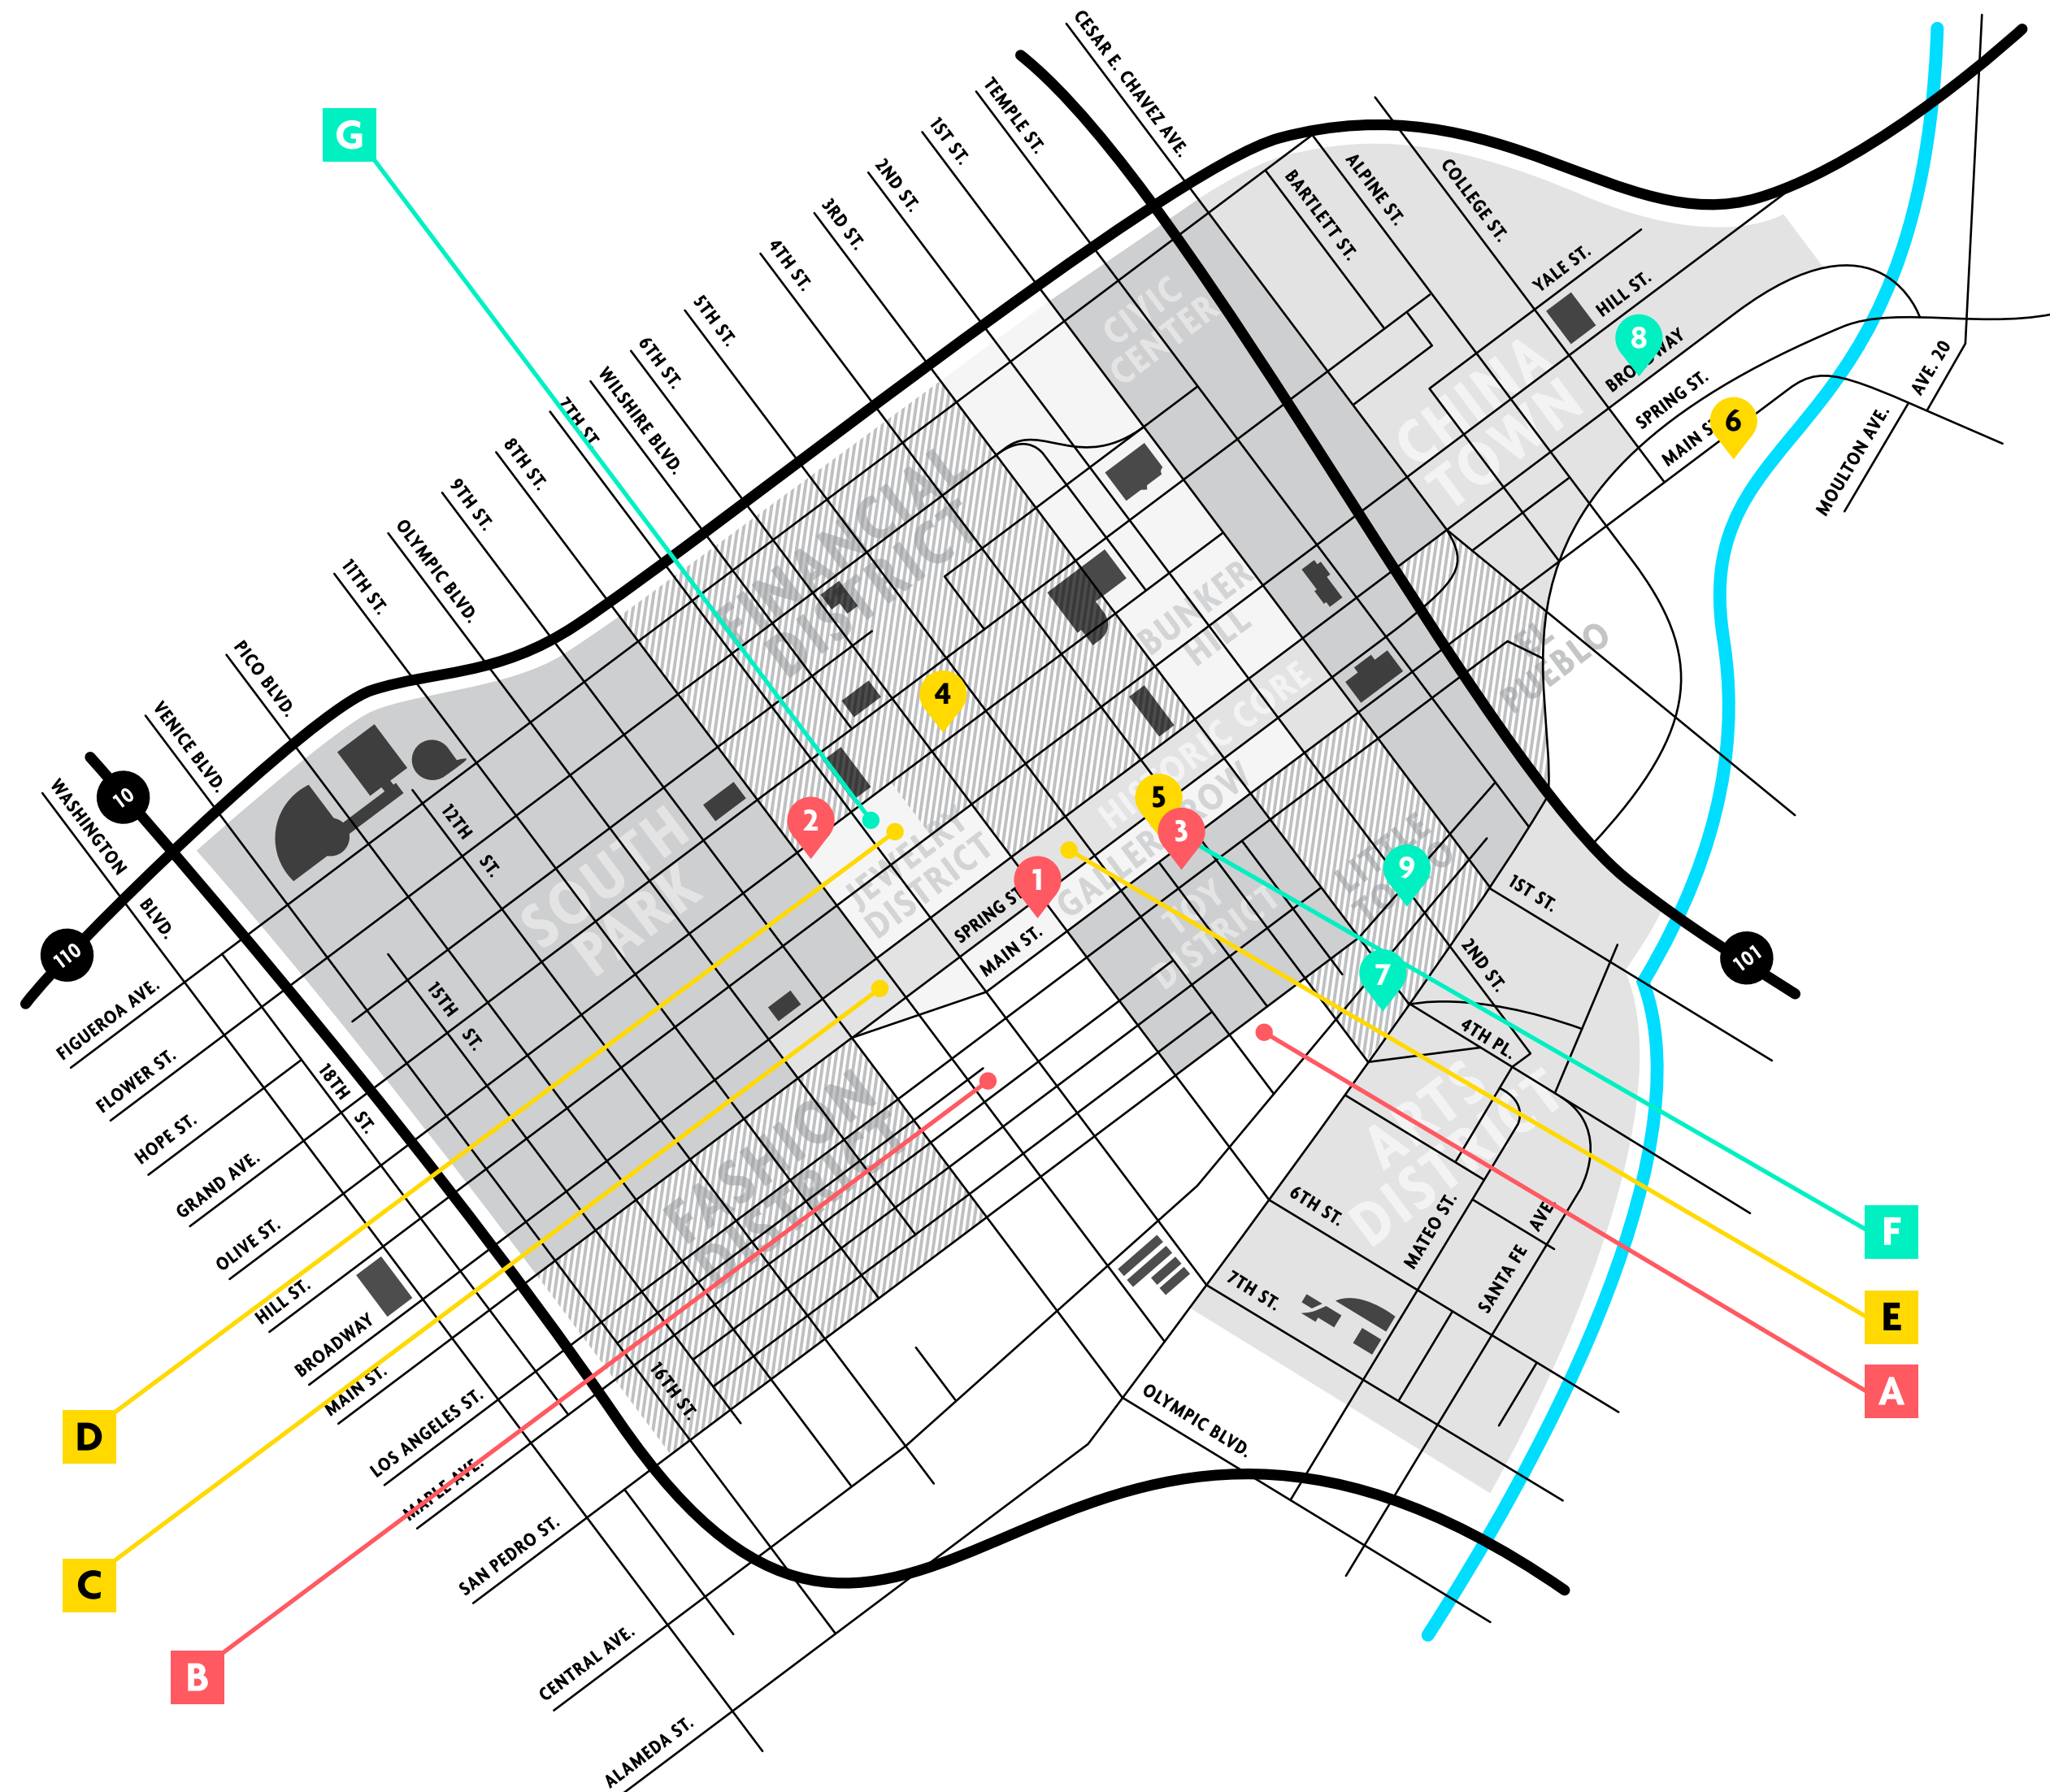 CESAR E. CHAVEZ AVE.
TEMPLE ST.
1ST ST.
2ND ST.
3RD ST.
4TH ST.
5TH ST.
6TH ST.
WILSHIRE BLVD.
7TH ST
8TH ST.
9TH ST.
OLYMPIC BLVD.
11TH ST.
PICO BLVD.
VENICE BLVD.
WASHINGTON
BLVD.
G
BARTLETT ST.
ALPINE ST.
COLLEGE ST.
YALE ST.
HILL ST.
8
SPRING ST.
MAIN S
6
AVE. 20
MOULTON AVE.
CIVIC
CENTER
CHINA
TOWN
FINANCIAL
DISTRICT
BUNKER
HILL
EL
PUEBLO
HISTORIC CORE
4
5
3
2
1
9
7
10
110
101
12TH
ST.
15TH
ST.
18TH
ST.
16TH ST.
SOUTH
PARK
JEWELRY
DISTRICT
SPRING ST
MAIN ST.
TOY
DISTRICT
LITTLE
1ST ST.
2ND ST.
4TH PL.
ARTS
DISTRICT
6TH ST.
7TH ST.
MATEO ST.
SANTA FE
AVE
OLYMPIC BLVD.
FASHION
DISTRICT
FIGUEROA AVE.
FLOWER ST.
HOPE ST.
GRAND AVE.
OLIVE ST.
HILL ST.
BROADWAY
MAIN ST.
LOS ANGELES ST.
MAPLE AVE.
SAN PEDRO ST.
CENTRAL AVE.
ALAMEDA ST.
F
E
A
D
C
B